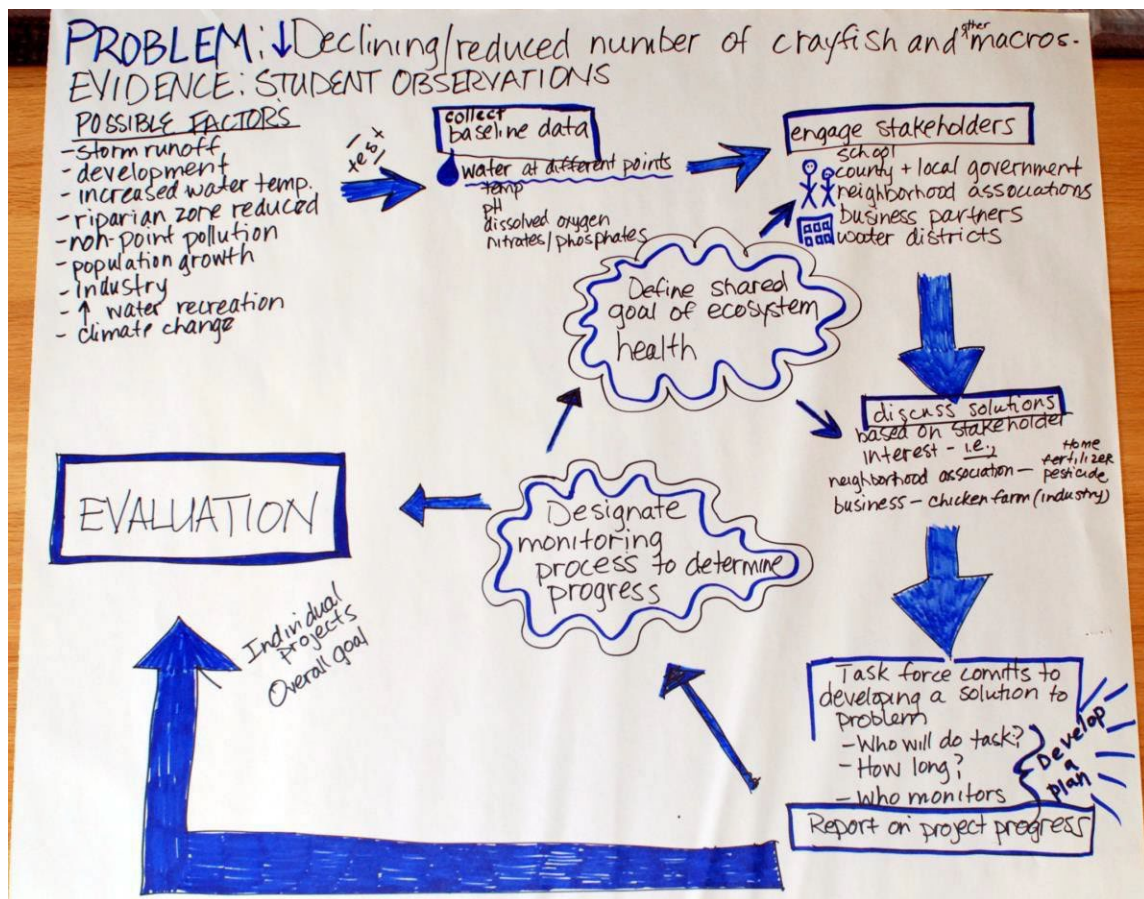 PROBLEM: ↓ Declining/reduced number of crayfish and other macros.
EVIDENCE: STUDENT OBSERVATIONS
POSSIBLE FACTORS
- storm runoff
- development
- increased water temp.
- riparian zone reduced
- non-point pollution
- population growth
- industry
- ↑ water recreation
- climate change
collect
baseline data
water at different points
temp
pH
dissolved oxygen
nitrates/phosphates
engage stakeholders
school
county + local government
neighborhood associations
business partners
water districts
Define shared
goal of ecosystem
health
discuss solutions
based on stakeholder
interest - i.e.,
neighborhood association - Home fertilizer pesticide
business - chicken farm (industry)
Task force comitts to
developing a solution to
problem
- Who will do task?
- How long?
- Who monitors
Develop
a
plan
Report on project progress
Designate
monitoring
process to determine
progress
EVALUATION
Individual
projects
Overall goal